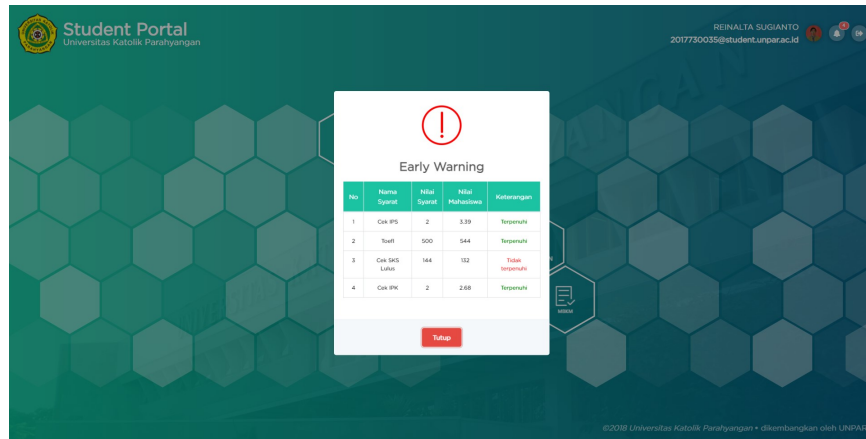 Student Portal
Universitas Katolik Parahyangan
REINALTA SUGIANTO
2017730035@student.unpar.ac.id
4
Early Warning
No Nama Syarat Nilai Syarat Nilai Mahasiswa Keterangan
1 Cek IPS 2 3.39 Terpenuhi
2 Toefl 500 544 Terpenuhi
3 Cek SKS Lulus 144 132 Tidak terpenuhi
4 Cek IPK 2 2.68 Terpenuhi
Tutup
MBKM
©2018 Universitas Katolik Parahyangan • dikembangkan oleh UNPAR